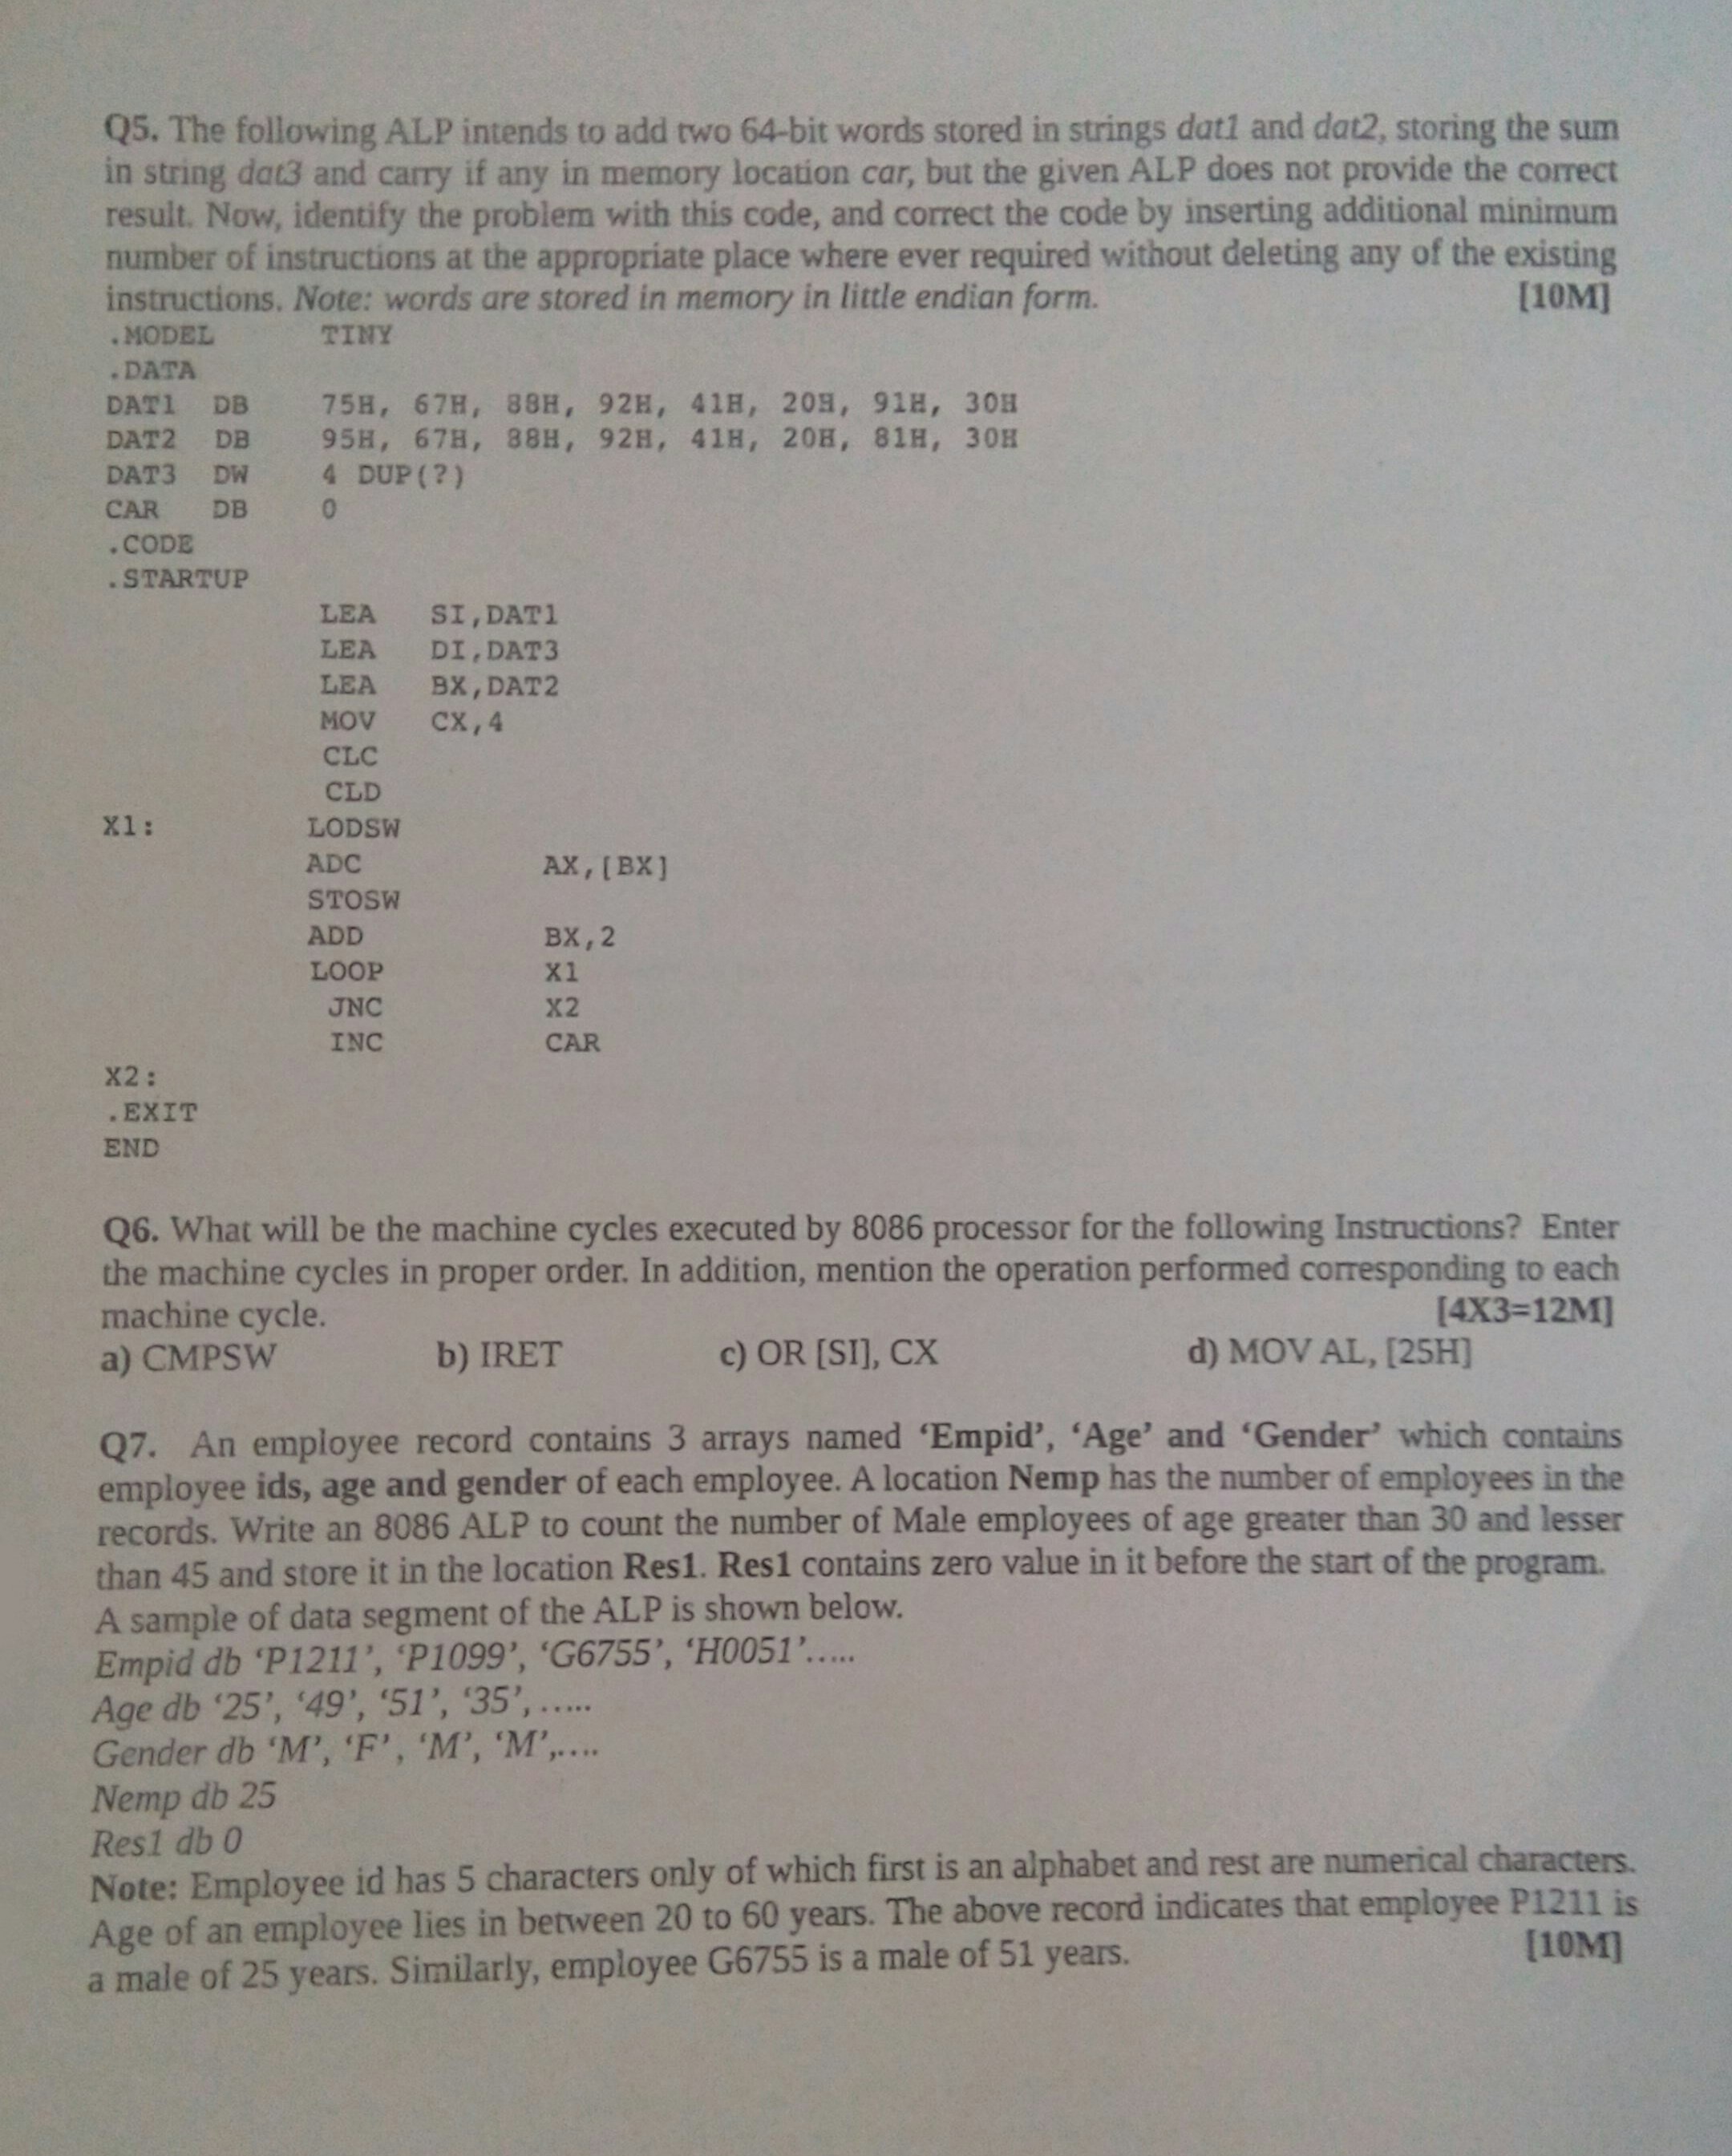 Q5. The following ALP intends to add two 64-bit words stored in strings dat1 and dat2, storing the sum
in string dat3 and carry if any in memory location car, but the given ALP does not provide the correct
result. Now, identify the problem with this code, and correct the code by inserting additional minimum
number of instructions at the appropriate place where ever required without deleting any of the existing
instructions. Note: words are stored in memory in little endian form. [10M]
.MODEL TINY
.DATA
DAT1 DB 75H, 67H, 88H, 92H, 41H, 20H, 91H, 30H
DAT2 DB 95H, 67H, 88H, 92H, 41H, 20H, 81H, 30H
DAT3 DW 4 DUP(?)
CAR DB 0
.CODE
.STARTUP
LEA SI,DAT1
LEA DI,DAT3
LEA BX,DAT2
MOV CX,4
CLC
CLD
X1: LODSW
ADC AX,[BX]
STOSW
ADD BX,2
LOOP X1
JNC X2
INC CAR
X2:
.EXIT
END
Q6. What will be the machine cycles executed by 8086 processor for the following Instructions? Enter
the machine cycles in proper order. In addition, mention the operation performed corresponding to each
machine cycle. [4X3=12M]
a) CMPSW b) IRET c) OR [SI], CX d) MOV AL, [25H]
Q7. An employee record contains 3 arrays named ‘Empid’, ‘Age’ and ‘Gender’ which contains
employee ids, age and gender of each employee. A location Nemp has the number of employees in the
records. Write an 8086 ALP to count the number of Male employees of age greater than 30 and lesser
than 45 and store it in the location Res1. Res1 contains zero value in it before the start of the program.
A sample of data segment of the ALP is shown below.
Empid db ‘P1211’, ‘P1099’, ‘G6755’, ‘H0051’.....
Age db ‘25’, ‘49’, ‘51’, ‘35’, .....
Gender db ‘M’, ‘F’, ‘M’, ‘M’,....
Nemp db 25
Res1 db 0
Note: Employee id has 5 characters only of which first is an alphabet and rest are numerical characters.
Age of an employee lies in between 20 to 60 years. The above record indicates that employee P1211 is
a male of 25 years. Similarly, employee G6755 is a male of 51 years. [10M]